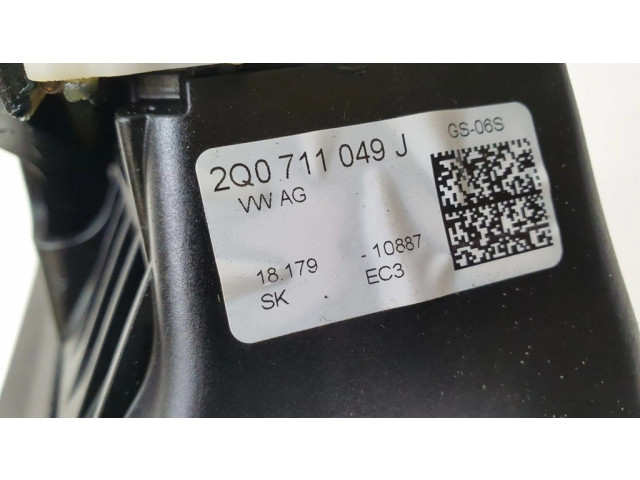 GS-06S
2Q0 711 049 J
VW AG
18.179 -10887
SK EC3